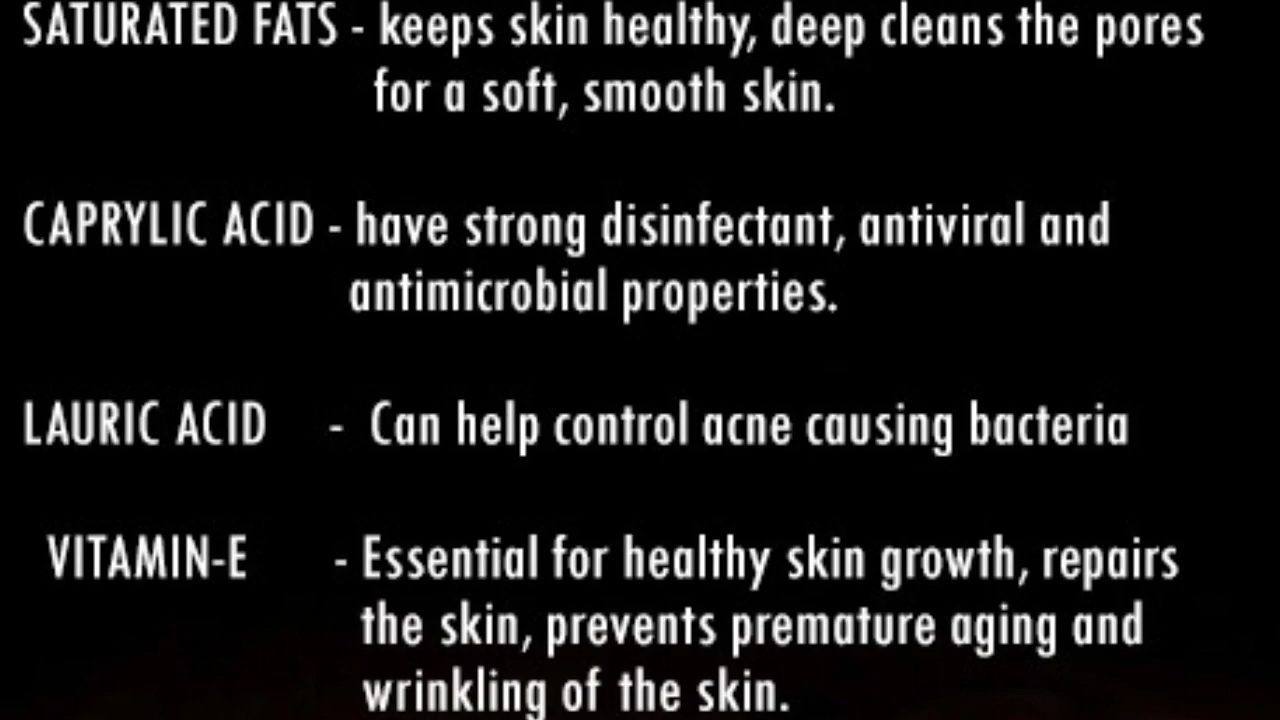 SATURATED FATS - keeps skin healthy, deep cleans the pores
for a soft, smooth skin.
CAPRYLIC ACID - have strong disinfectant, antiviral and
antimicrobial properties.
LAURIC ACID - Can help control acne causing bacteria
VITAMIN-E - Essential for healthy skin growth, repairs
the skin, prevents premature aging and
wrinkling of the skin.